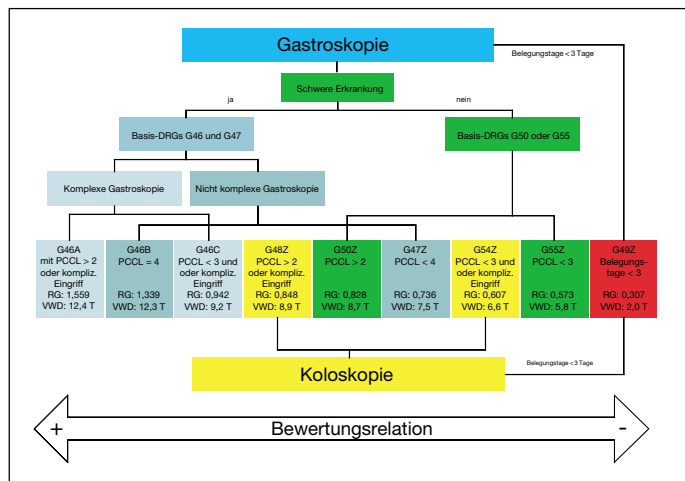 Gastroskopie
Belegungstage < 3 Tage
Schwere Erkrankung
ja
nein
Basis-DRGs G46 und G47
Basis-DRGs G50 oder G55
Komplexe Gastroskopie
Nicht komplexe Gastroskopie
G46A
mit PCCL > 2
oder kompliz.
Eingriff
RG: 1,559
VWD: 12,4 T
G46B
PCCL = 4
RG: 1,339
VWD: 12,3 T
G46C
PCCL < 3 und
oder kompliz.
Eingriff
RG: 0,942
VWD: 9,2 T
G48Z
PCCL > 2
oder kompliz.
Eingriff
RG: 0,848
VWD: 8,9 T
G50Z
PCCL > 2
RG: 0,828
VWD: 8,7 T
G47Z
PCCL < 4
RG: 0,736
VWD: 7,5 T
G54Z
PCCL < 3 und
oder kompliz.
Eingriff
RG: 0,607
VWD: 6,6 T
G55Z
PCCL < 3
RG: 0,573
VWD: 5,8 T
G49Z
Belegungs-
tage < 3
RG: 0,307
VWD: 2,0 T
Koloskopie
Belegungstage < 3 Tage
+
Bewertungsrelation
-